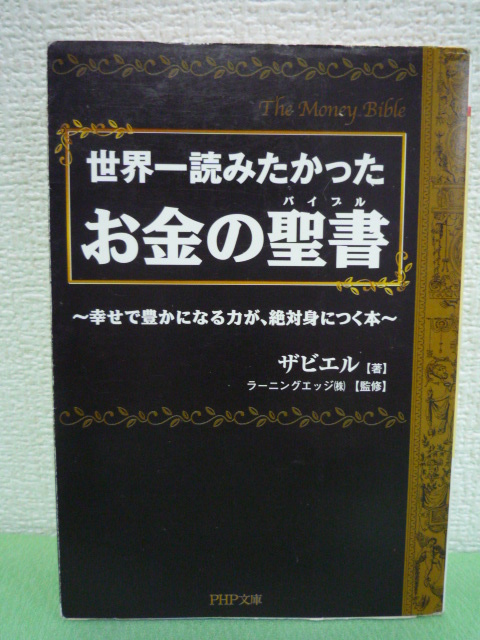 The Money Bible
世界一読みたかった
バイブル
お金の聖書
～幸せで豊かになる力が、絶対身につく本～
ザビエル【著】
ラーニングエッジ㈱【監修】
PHP文庫